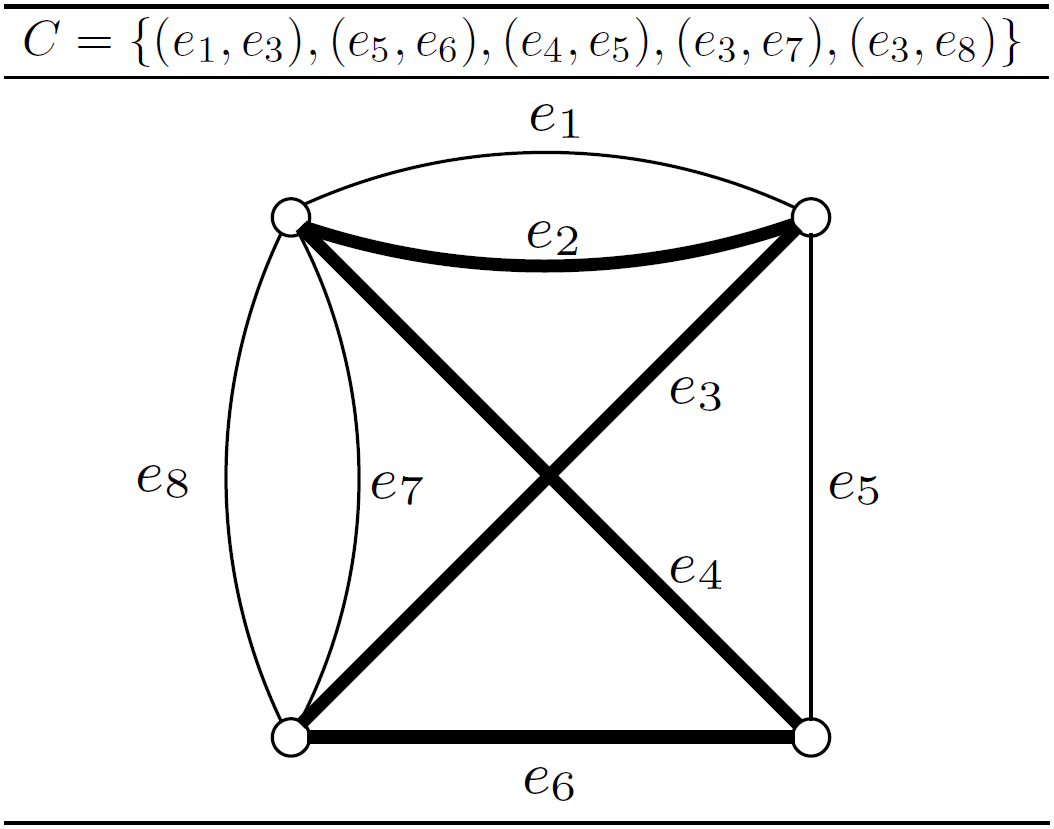 C = {(e₁, e₃), (e₅, e₆), (e₄, e₅), (e₃, e₇), (e₃, e₈)}
e₁
e₂
e₃
e₈
e₇
e₅
e₄
e₆